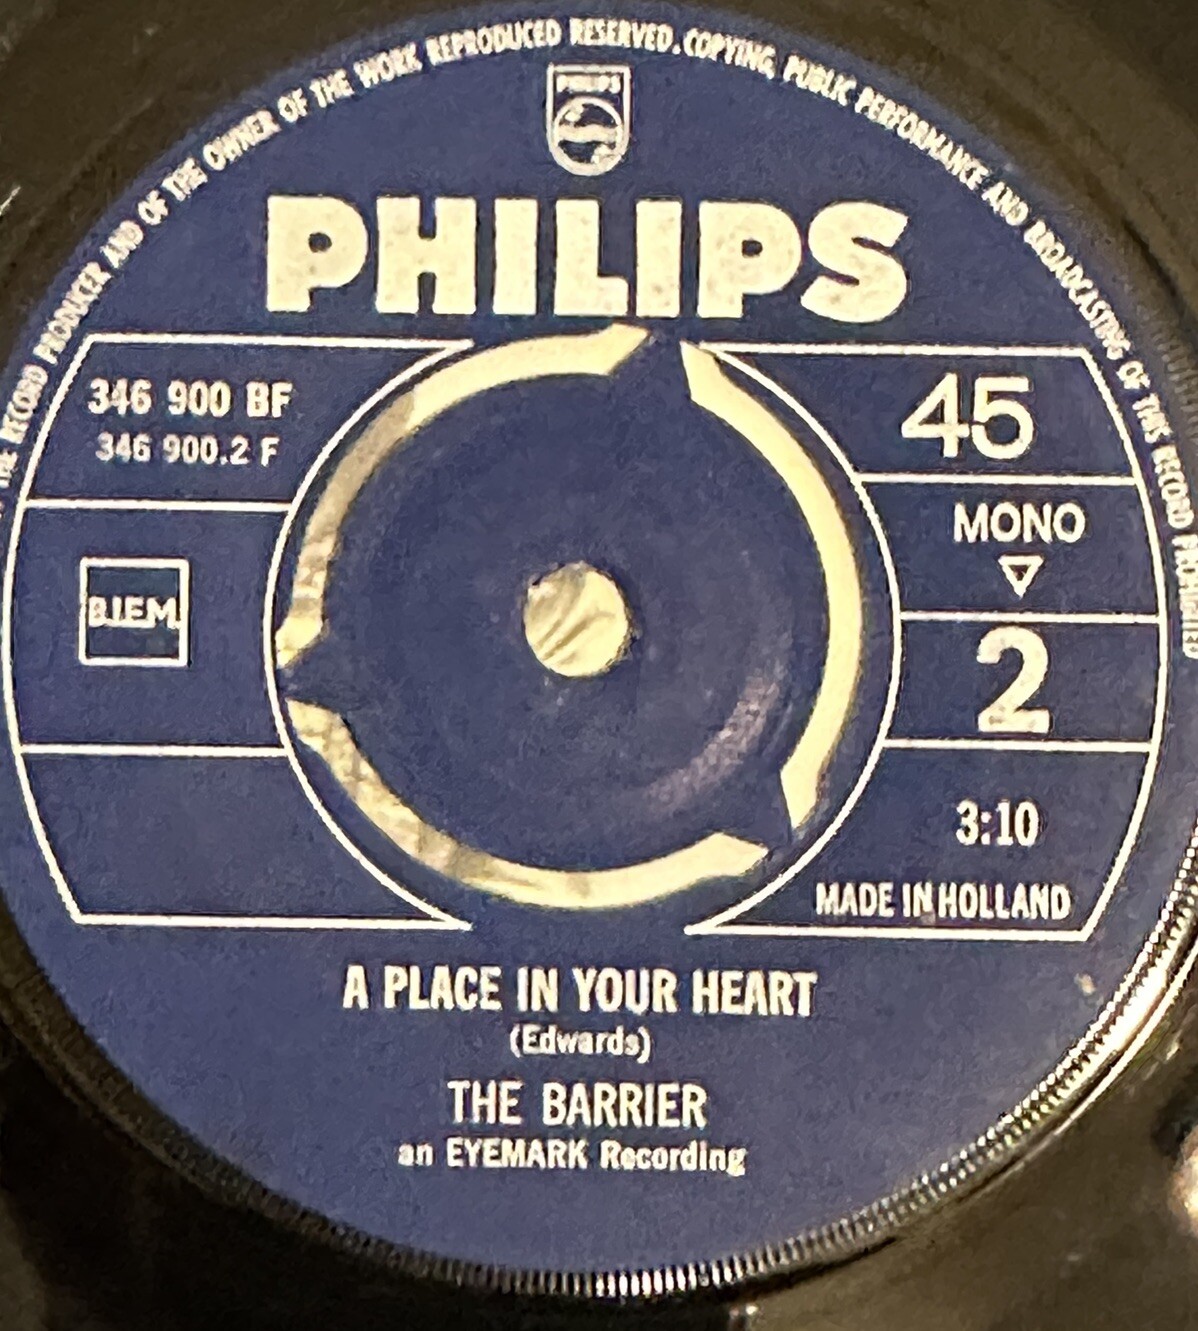 THE RECORD PRODUCER AND OF THE OWNER OF THE WORK REPRODUCED RESERVED. COPYING, PUBLIC PERFORMANCE AND BROADCASTING OF THIS RECORD PROHIBITED
PHILIPS
PHILIPS
346 900 BF
346 900.2 F
B.I.E.M.
45
MONO
2
3:10
MADE IN HOLLAND
A PLACE IN YOUR HEART
(Edwards)
THE BARRIER
an EYEMARK Recording